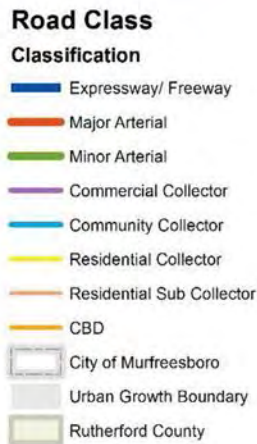 Road Class
Classification
Expressway/ Freeway
Major Arterial
Minor Arterial
Commercial Collector
Community Collector
Residential Collector
Residential Sub Collector
CBD
City of Murfreesboro
Urban Growth Boundary
Rutherford County